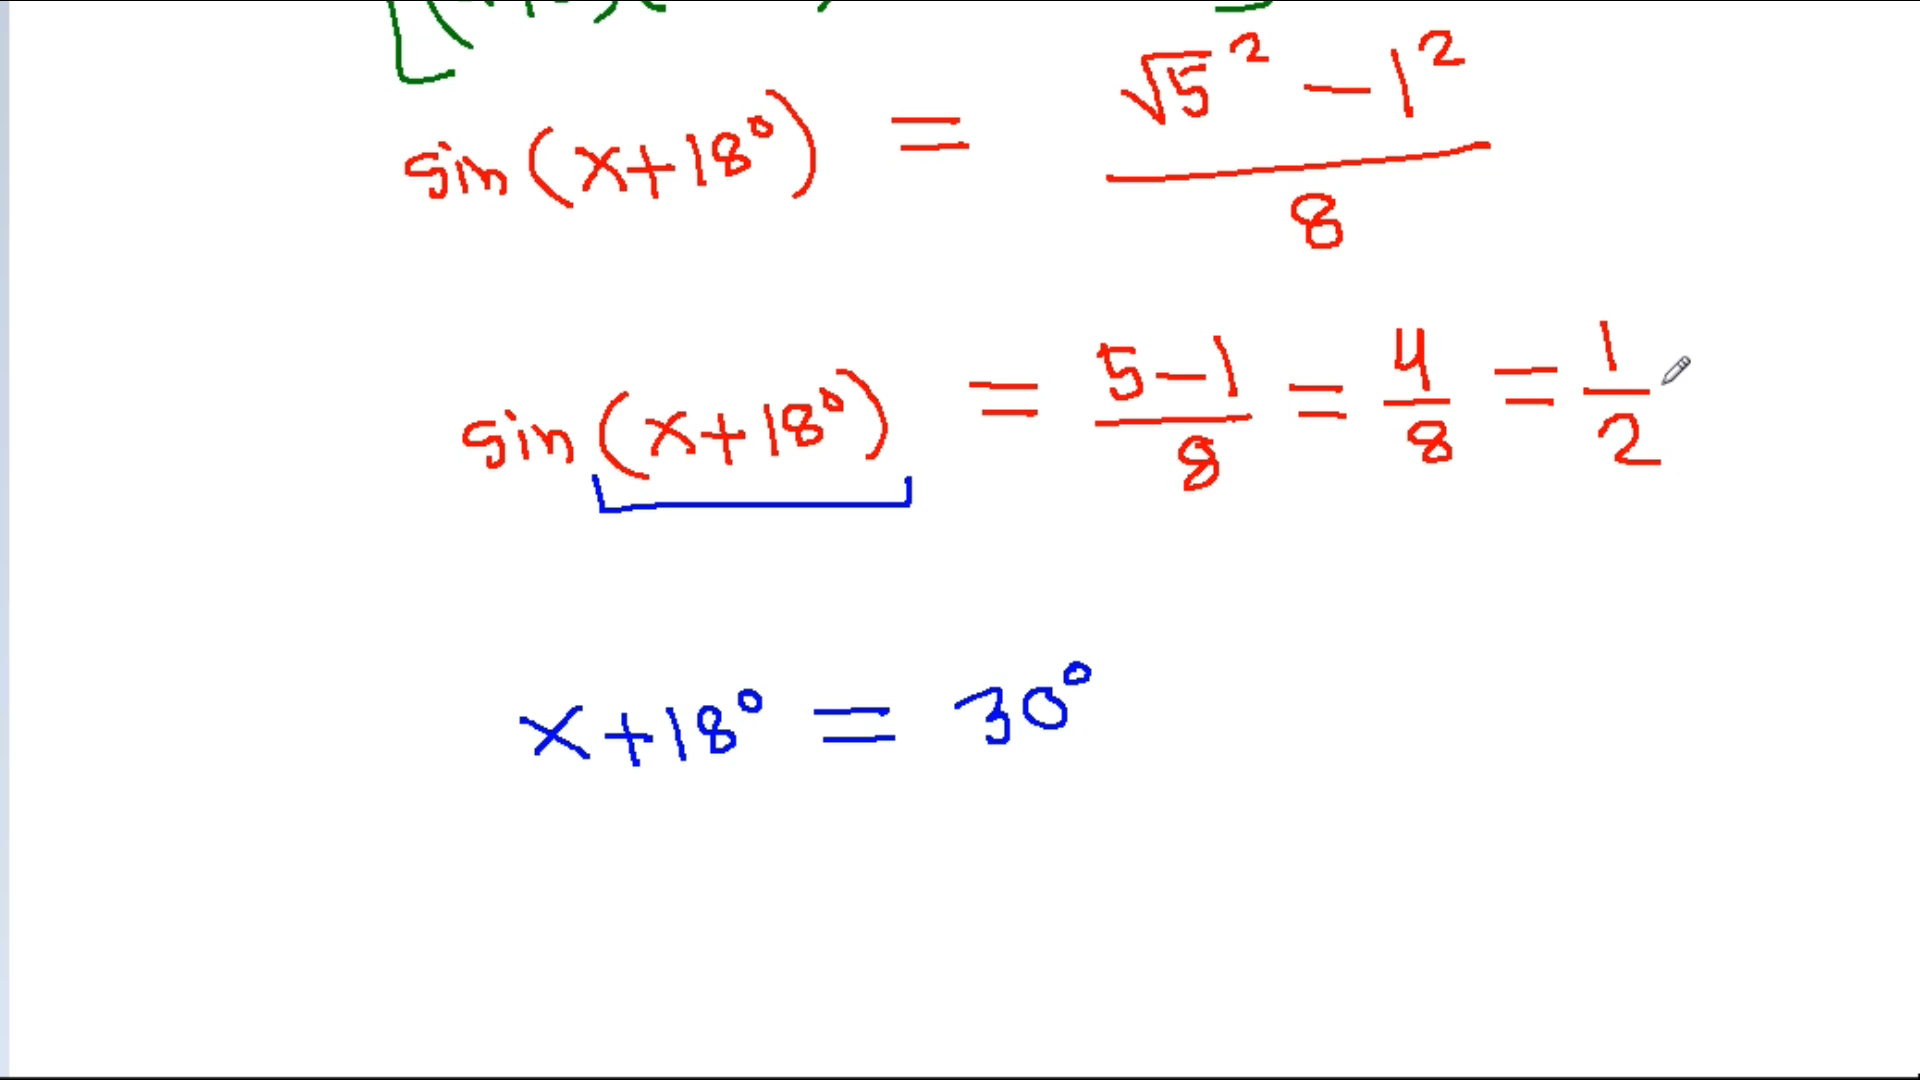 sin(x+18°) = √5² - 1² / 8
sin(x+18°) = 5-1/8 = 4/8 = 1/2
x+18° = 30°